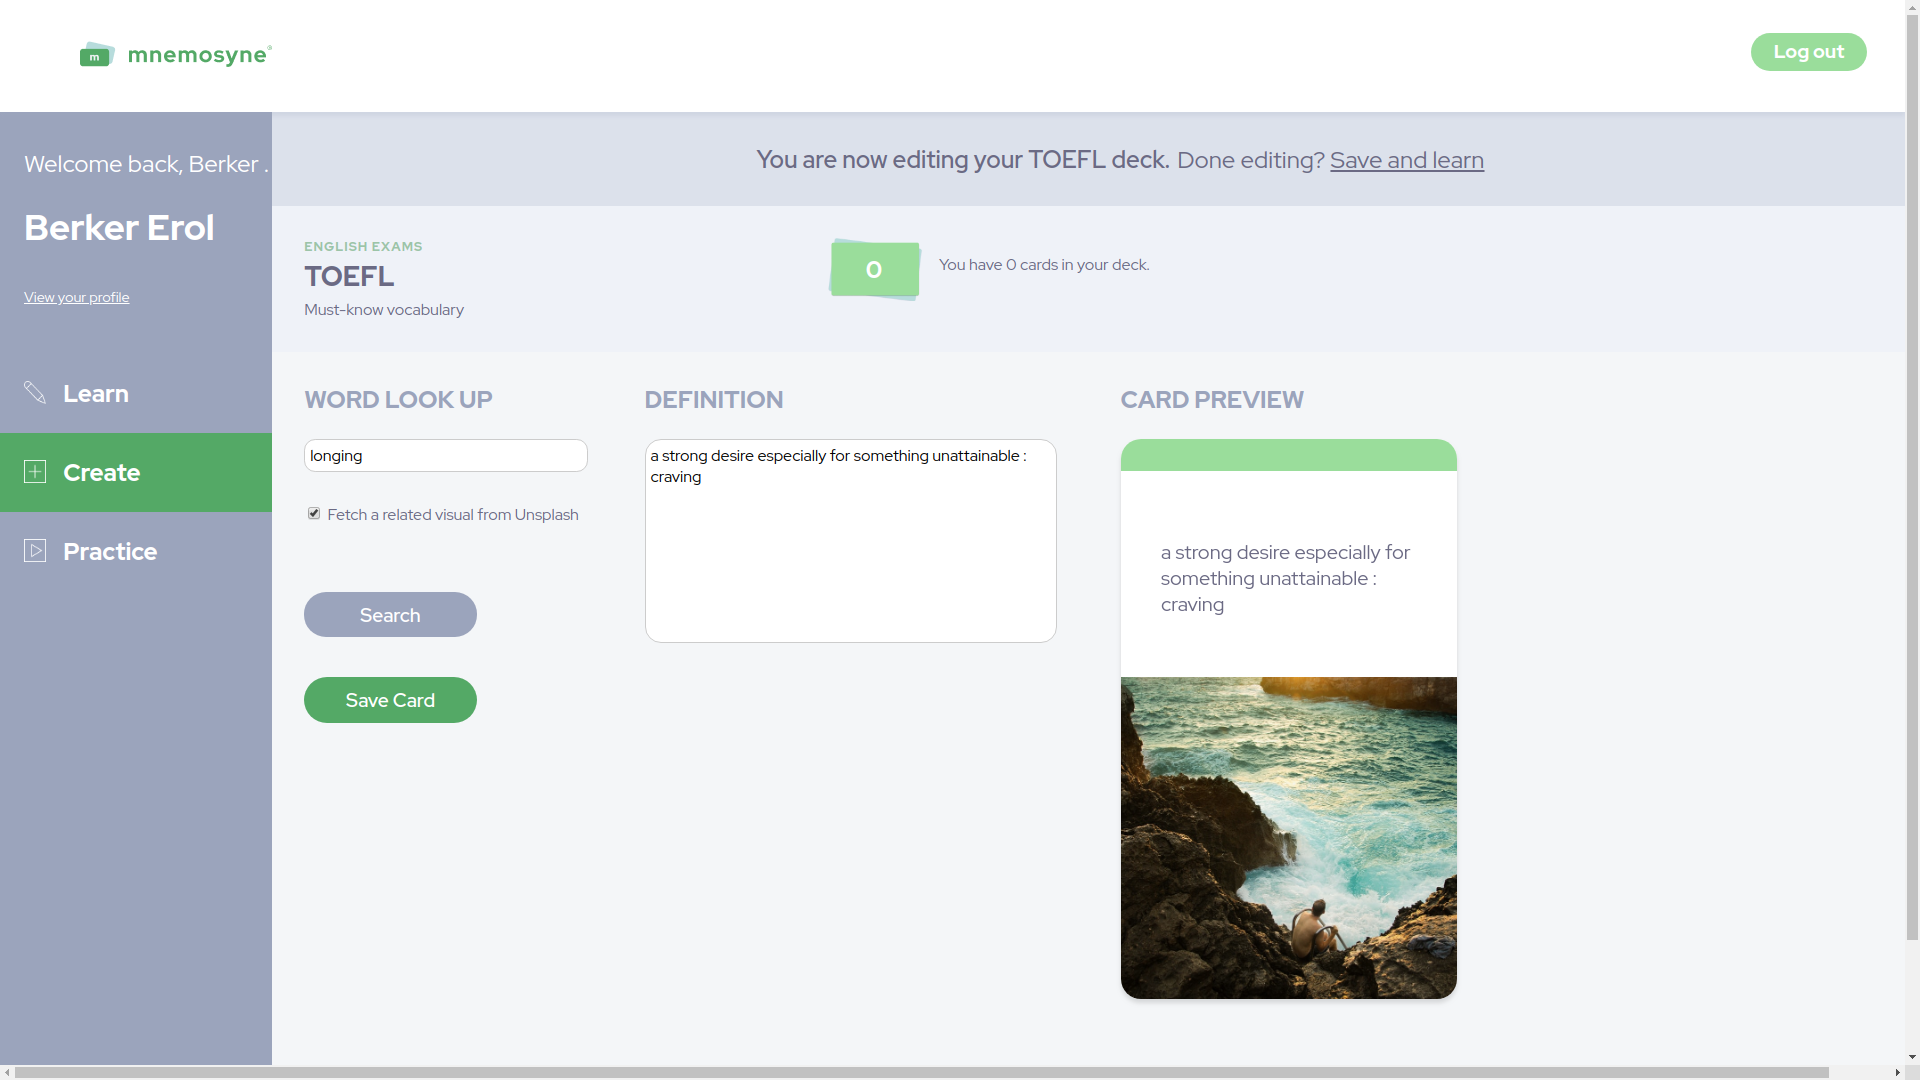 m mnemosyne®
Log out
Welcome back, Berker .
Berker Erol
View your profile
Learn
Create
Practice
You are now editing your TOEFL deck. Done editing? Save and learn
ENGLISH EXAMS
TOEFL
Must-know vocabulary
0
You have 0 cards in your deck.
WORD LOOK UP
longing
Fetch a related visual from Unsplash
Search
Save Card
DEFINITION
a strong desire especially for something unattainable :
craving
CARD PREVIEW
a strong desire especially for
something unattainable :
craving